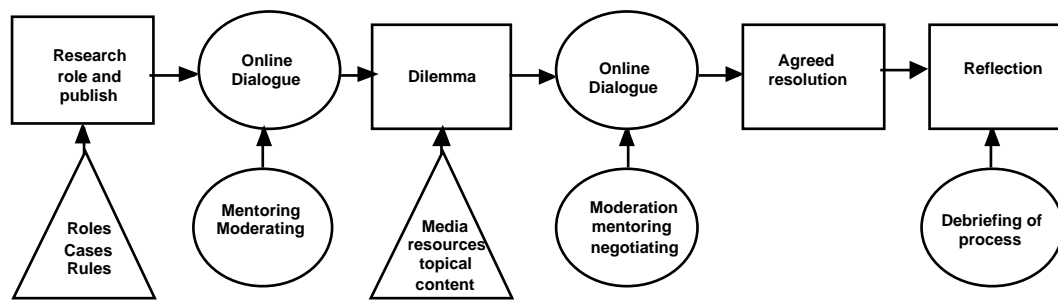 Research
role and
publish
Online
Dialogue
Dilemma
Online
Dialogue
Agreed
resolution
Reflection
Roles
Cases
Rules
Mentoring
Moderating
Media
resources
topical
content
Moderation
mentoring
negotiating
Debriefing of
process